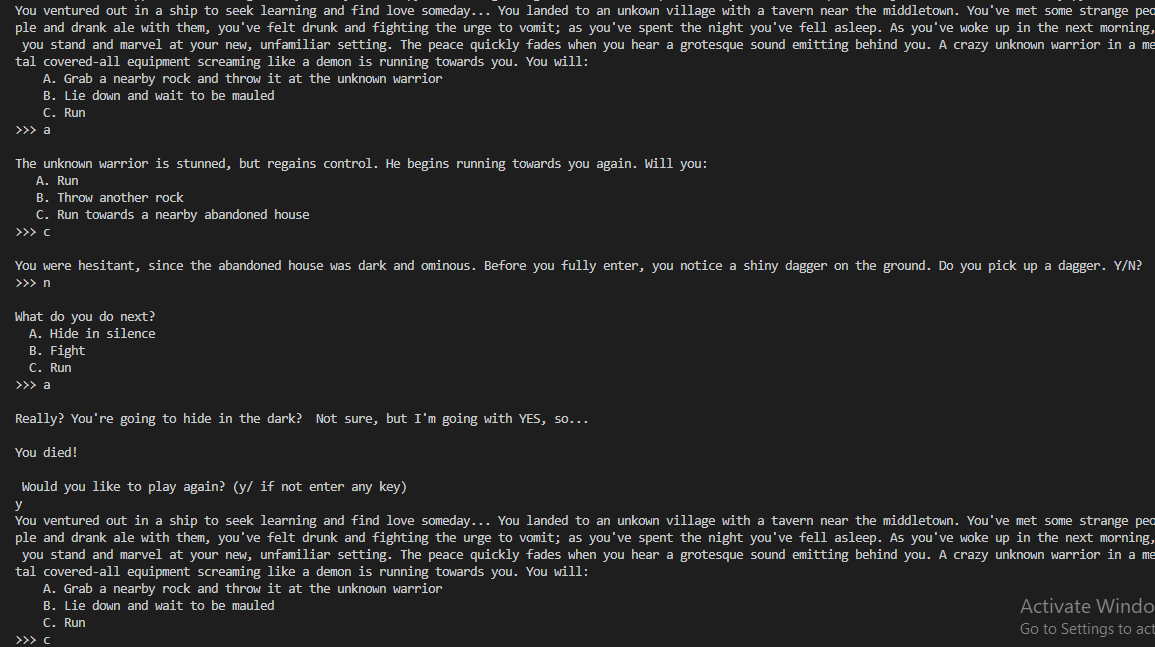 You ventured out in a ship to seek learning and find love someday... You landed to an unkown village with a tavern near the middletown. You've met some strange peo
ple and drank ale with them, you've felt drunk and fighting the urge to vomit; as you've spent the night you've fell asleep. As you've woke up in the next morning,
you stand and marvel at your new, unfamiliar setting. The peace quickly fades when you hear a grotesque sound emitting behind you. A crazy unknown warrior in a me
tal covered-all equipment screaming like a demon is running towards you. You will:
A. Grab a nearby rock and throw it at the unknown warrior
B. Lie down and wait to be mauled
C. Run
>>> a
The unknown warrior is stunned, but regains control. He begins running towards you again. Will you:
A. Run
B. Throw another rock
C. Run towards a nearby abandoned house
>>> c
You were hesitant, since the abandoned house was dark and ominous. Before you fully enter, you notice a shiny dagger on the ground. Do you pick up a dagger. Y/N?
>>> n
What do you do next?
A. Hide in silence
B. Fight
C. Run
>>> a
Really? You're going to hide in the dark?  Not sure, but I'm going with YES, so...
You died!
Would you like to play again? (y/ if not enter any key)
y
You ventured out in a ship to seek learning and find love someday... You landed to an unkown village with a tavern near the middletown. You've met some strange peo
ple and drank ale with them, you've felt drunk and fighting the urge to vomit; as you've spent the night you've fell asleep. As you've woke up in the next morning,
you stand and marvel at your new, unfamiliar setting. The peace quickly fades when you hear a grotesque sound emitting behind you. A crazy unknown warrior in a me
tal covered-all equipment screaming like a demon is running towards you. You will:
A. Grab a nearby rock and throw it at the unknown warrior
B. Lie down and wait to be mauled
C. Run
>>> c
Activate Windo
Go to Settings to act